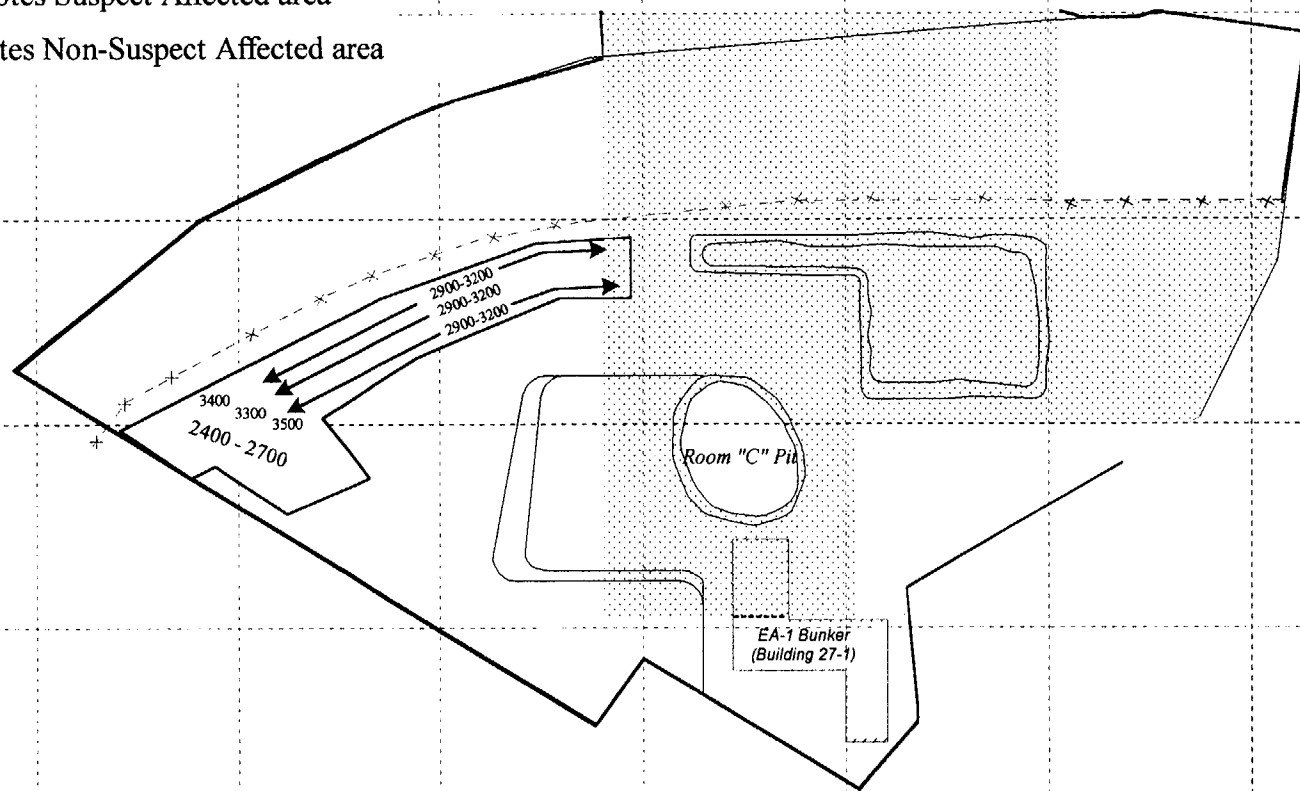 otes Suspect Affected area
tes Non-Suspect Affected area
2900-3200
2900-3200
2900-3200
3400
3300
3500
2400 - 2700
Room "C" Pit
EA-1 Bunker
(Building 27-1)